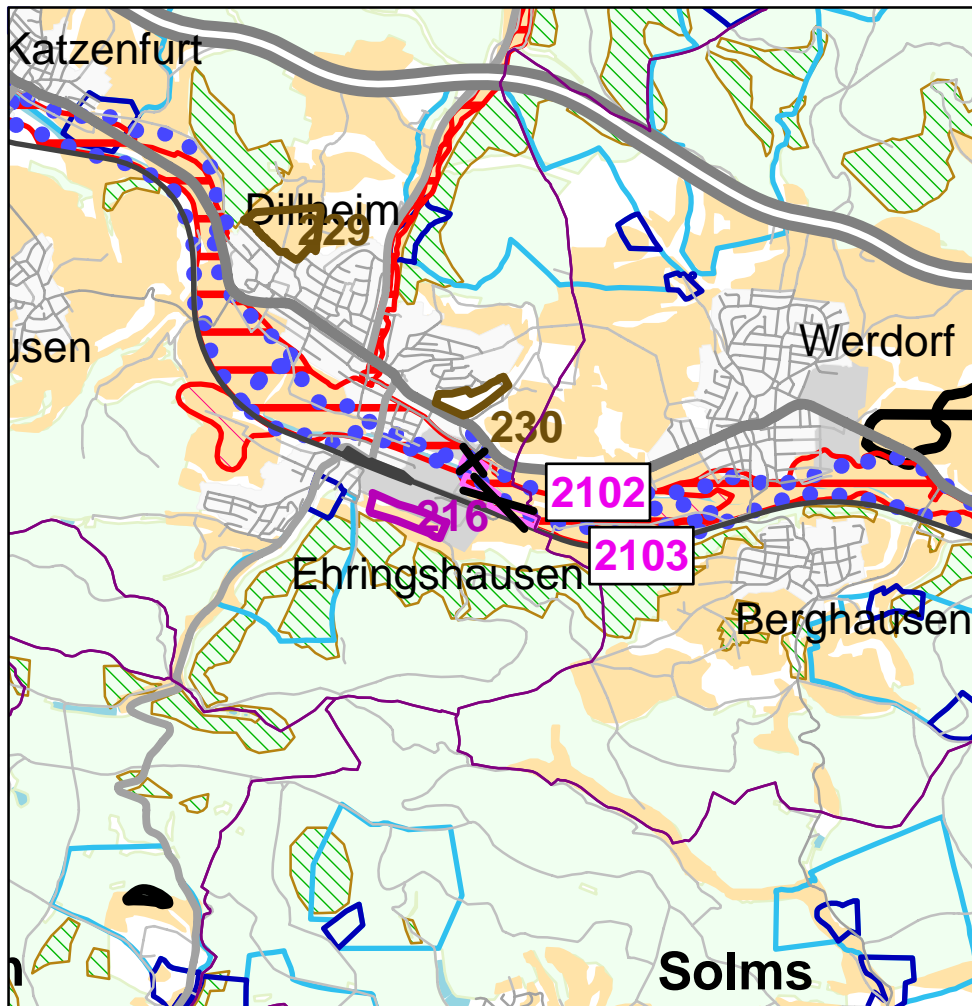 Katzenfurt
Dillheim
229
usen
Werdorf
230
2102
216
2103
Ehringshausen
Berghausen
n
Solms